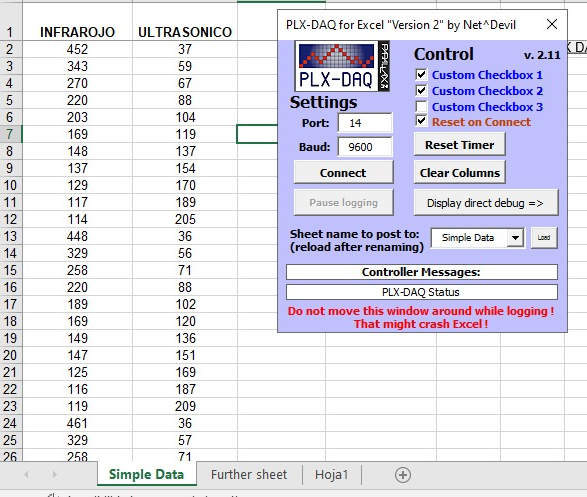 PLX-DAQ for Excel "Version 2" by Net^Devil
PARALLAX
PLX-DAQ
Control v. 2.11
Custom Checkbox 1
Custom Checkbox 2
Custom Checkbox 3
Reset on Connect
Settings
Port: 14
Baud: 9600
Reset Timer
Connect
Clear Columns
Pause logging
Display direct debug =>
Sheet name to post to:
(reload after renaming)
Simple Data
Load
Controller Messages:
PLX-DAQ Status
Do not move this window around while logging !
That might crash Excel !
1 INFRAROJO ULTRASONICO
2 452 37
3 343 59
4 270 67
5 220 88
6 203 104
7 169 119
8 148 137
9 137 154
10 129 170
11 117 189
12 114 205
13 448 36
14 329 56
15 258 71
16 220 88
17 189 102
18 169 120
19 149 136
20 147 151
21 125 169
22 116 187
23 119 209
24 461 36
25 329 57
26 258 71
Simple Data Further sheet Hoja1